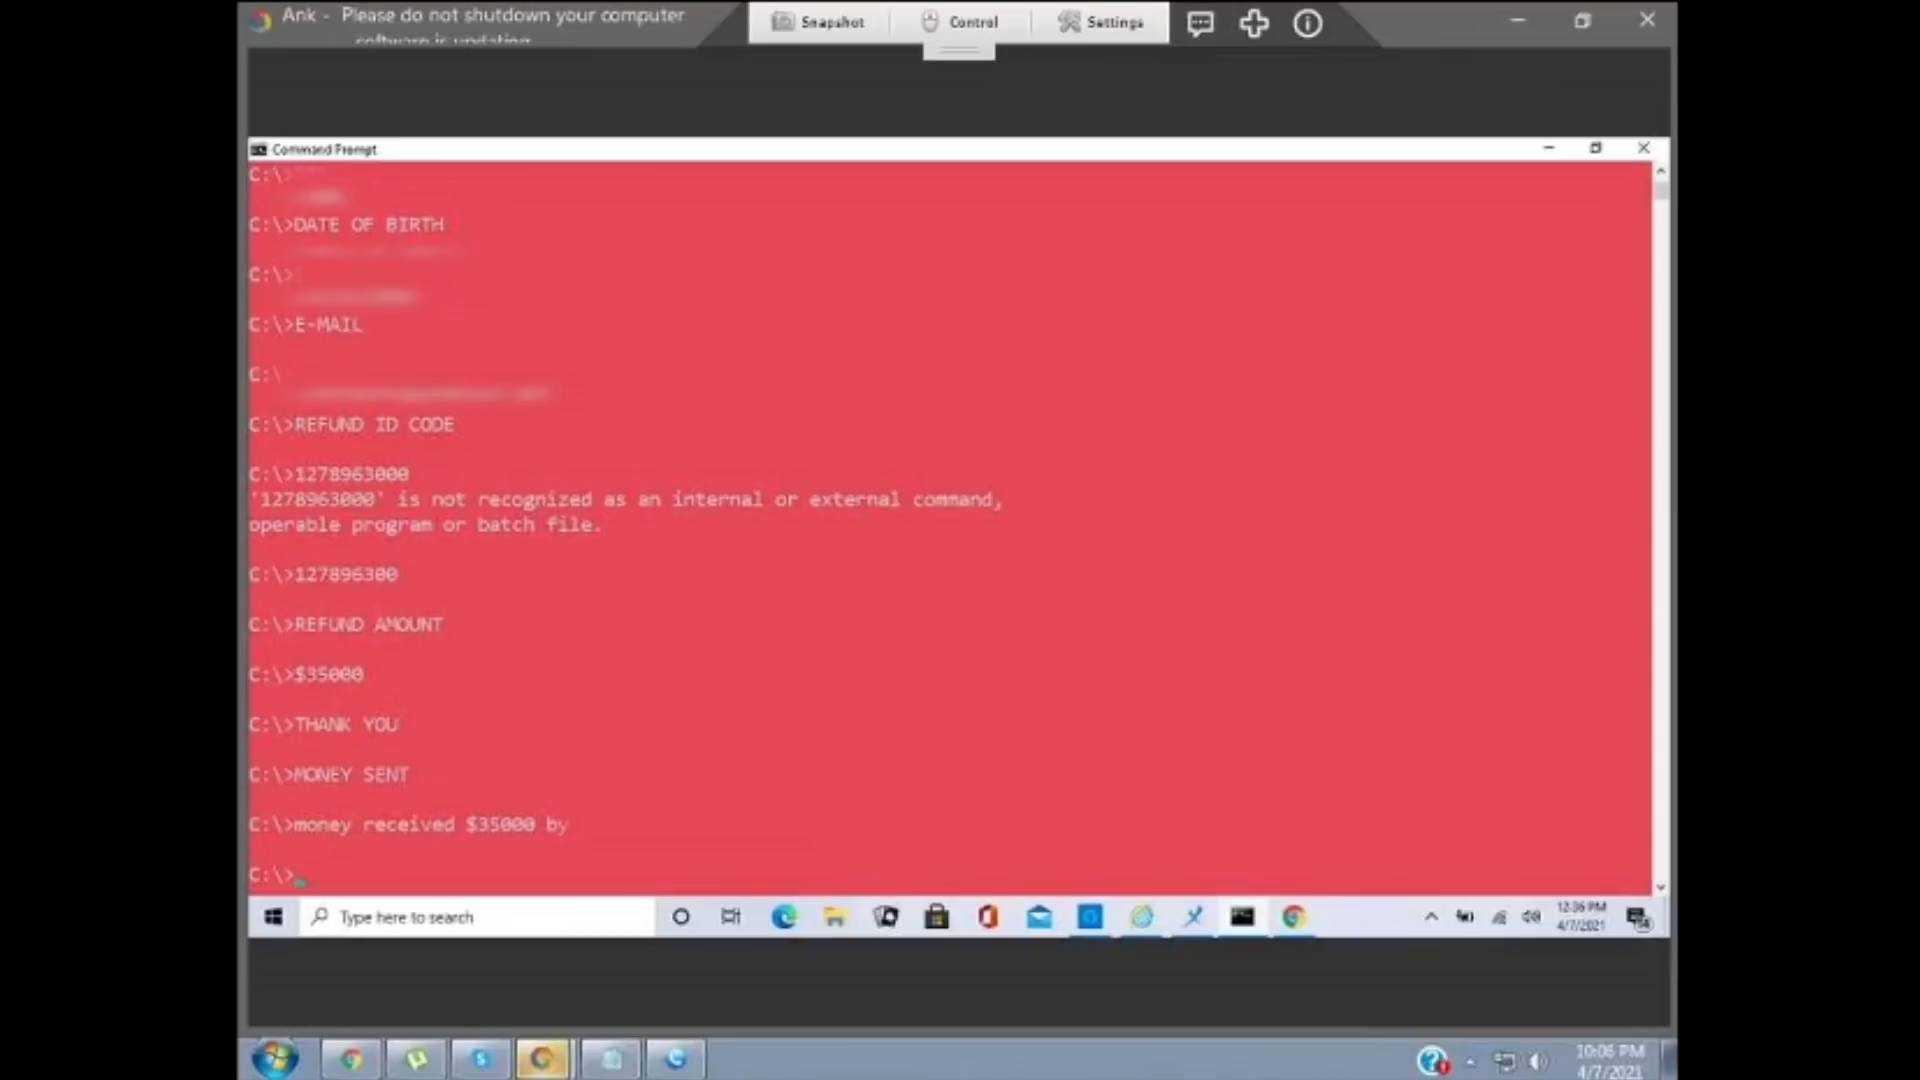 Ank - Please do not shutdown your computer
software is updating
Snapshot
Control
Settings
Command Prompt
C:\>
C:\>DATE OF BIRTH
C:\>
C:\>E-MAIL
C:\
C:\>REFUND ID CODE
C:\>1278963000
'1278963000' is not recognized as an internal or external command,
operable program or batch file.
C:\>127896300
C:\>REFUND AMOUNT
C:\>$35000
C:\>THANK YOU
C:\>MONEY SENT
C:\>money received $35000 by
C:\>
Type here to search
12:36 PM
4/7/2021
10:06 PM
4/7/2021